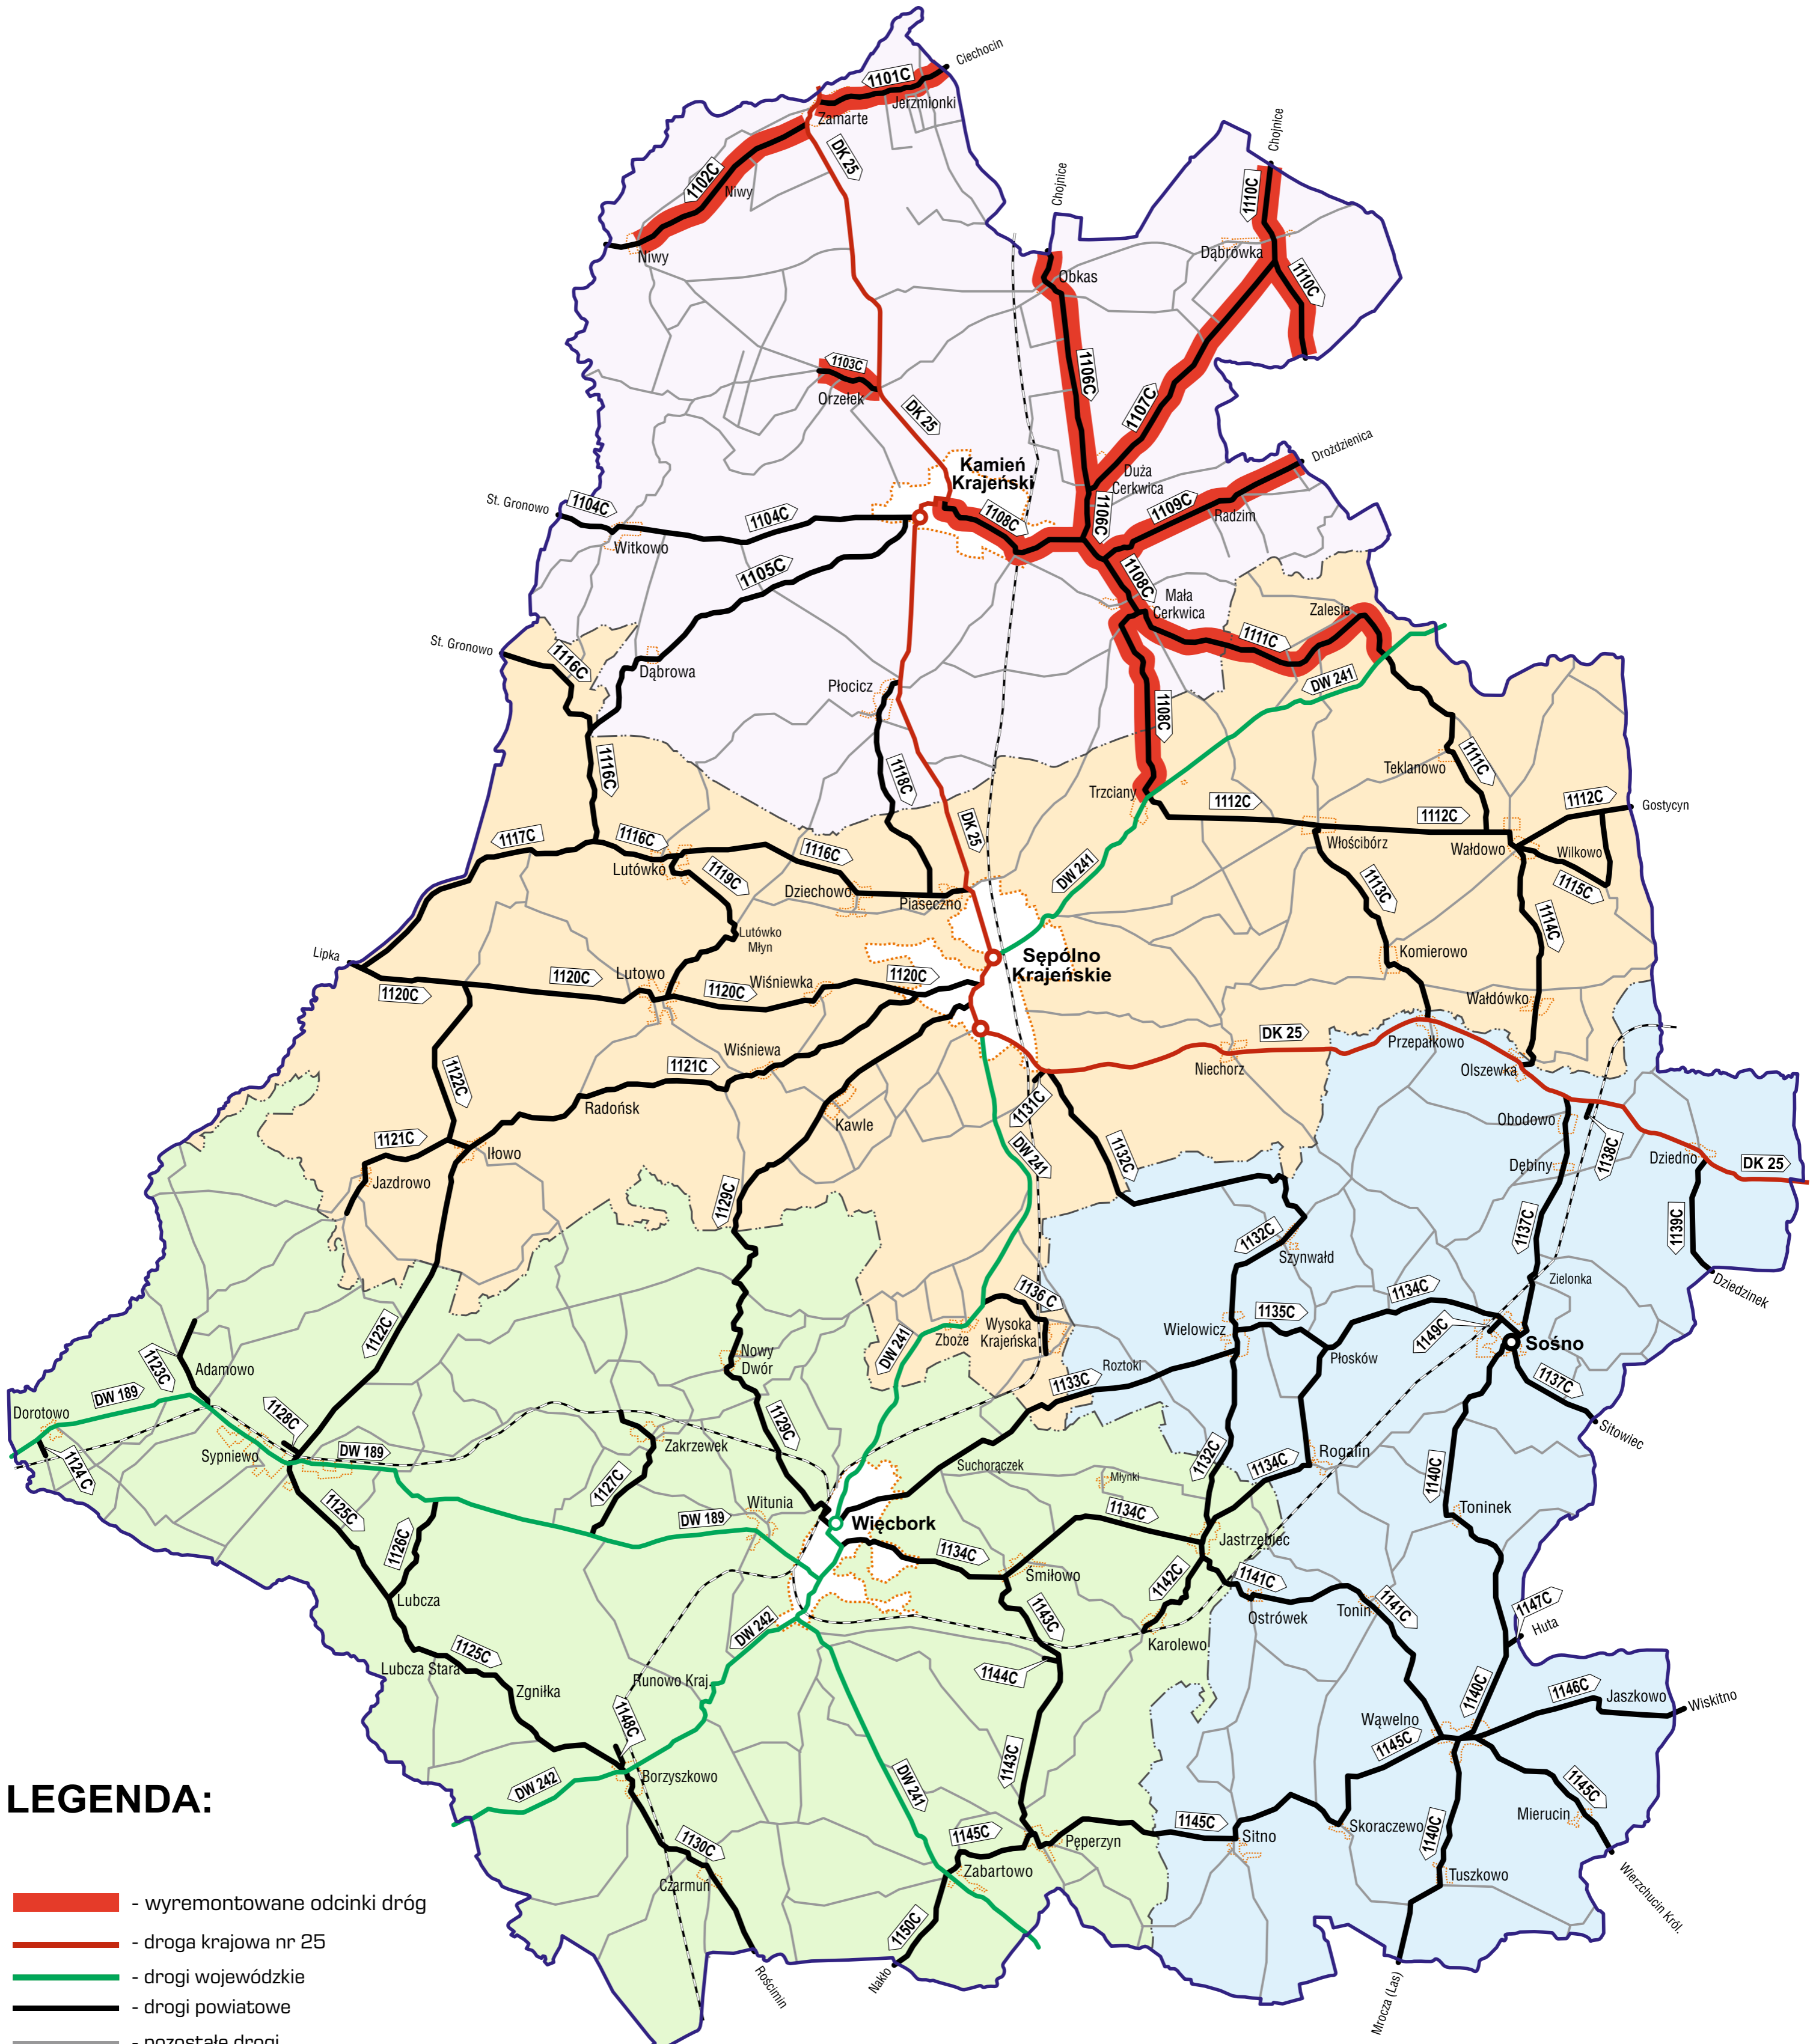 Ciechocin
1101C
Jerzmionki
Zamarte
DK 25
Chojnice
Chojnice
1102C
Niwy
1110C
Niwy
Dąbrówka
Obkas
1110C
1103C
Orzełek
1106C
1107C
DK 25
Drożdzienica
Kamień
Krajeński
Duża
Cerkwica
St. Gronowo
1104C
1104C
1108C
1106C
1109C
Radzim
Witkowo
1105C
1108C
Mała
Cerkwica
Zalesie
St. Gronowo
1116C
1111C
Dąbrowa
Płocicz
DW 241
1108C
1116C
1118C
Teklanowo
1111C
Trzciany
1112C
1112C
1112C
Gostycyn
DK 25
1117C
1116C
1116C
Włościbórz
Wałdowo
Wilkowo
Lutówko
1119C
Dziechowo
Piaseczno
DW 241
1113C
1115C
Lutówko
Młyn
1114C
Lipka
Komierowo
Sępólno
Krajeńskie
1120C
1120C
Lutowo
1120C
Wiśniewka
1120C
Wałdówko
DK 25
Przepałkowo
Wiśniewa
1121C
Niechorz
Olszewka
1122C
Radońsk
1131C
Kawle
Obodowo
1138C
1121C
Iłowo
DW 241
1132C
Dziedno
DK 25
Jazdrowo
Dębiny
1129C
1137C
1139C
1132C
Szynwałd
Zielonka
Dziedzinek
1136 C
1134C
1122C
Wysoka
Krajeńska
Zboże
Wielowicz
1135C
1149C
Sośno
Nowy
Dwór
DW 241
Płosków
1123C
Adamowo
Roztoki
1133C
1137C
DW 189
Dorotowo
1128C
1129C
Sitowiec
Zakrzewek
Sypniewo
DW 189
1124 C
Suchorączek
Młynki
1132C
1134C
Rogalin
1140C
1127C
Witunia
1125C
DW 189
Więcbork
1134C
Toninek
1126C
1134C
Jastrzębiec
Śmiłowo
1142C
1141C
Lubcza
1143C
Ostrówek
Tonin
1141C
1147C
Huta
DW 242
Karolewo
1125C
Lubcza Stara
1144C
Runowo Kraj.
Zgniłka
1140C
1146C
Jaszkowo
Wiskitno
1148C
Wąwelno
1145C
1143C
Borzyszkowo
DW 242
DW 241
1145C
Mierucin
LEGENDA:
1145C
1145C
Skoraczewo
1140C
1130C
Pęperzyn
Sitno
Zabartowo
Tuszkowo
Czarmuń
Wierzchucin Król.
- wyremontowane odcinki dróg
1150C
- droga krajowa nr 25
Rościmin
Nakło
Mrocza (Las)
- drogi wojewódzkie
- drogi powiatowe
- pozostałe drogi